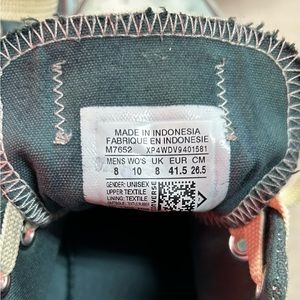 MADE IN INDONESIA
FABRIQUE EN INDONESIE
M7652 XP4WDV9401581
MENS WO'S UK EUR CM
8 10 8 41.5 26.5
GENDER: UNISEX
UPPER: TEXTILE
LINING: TEXTILE